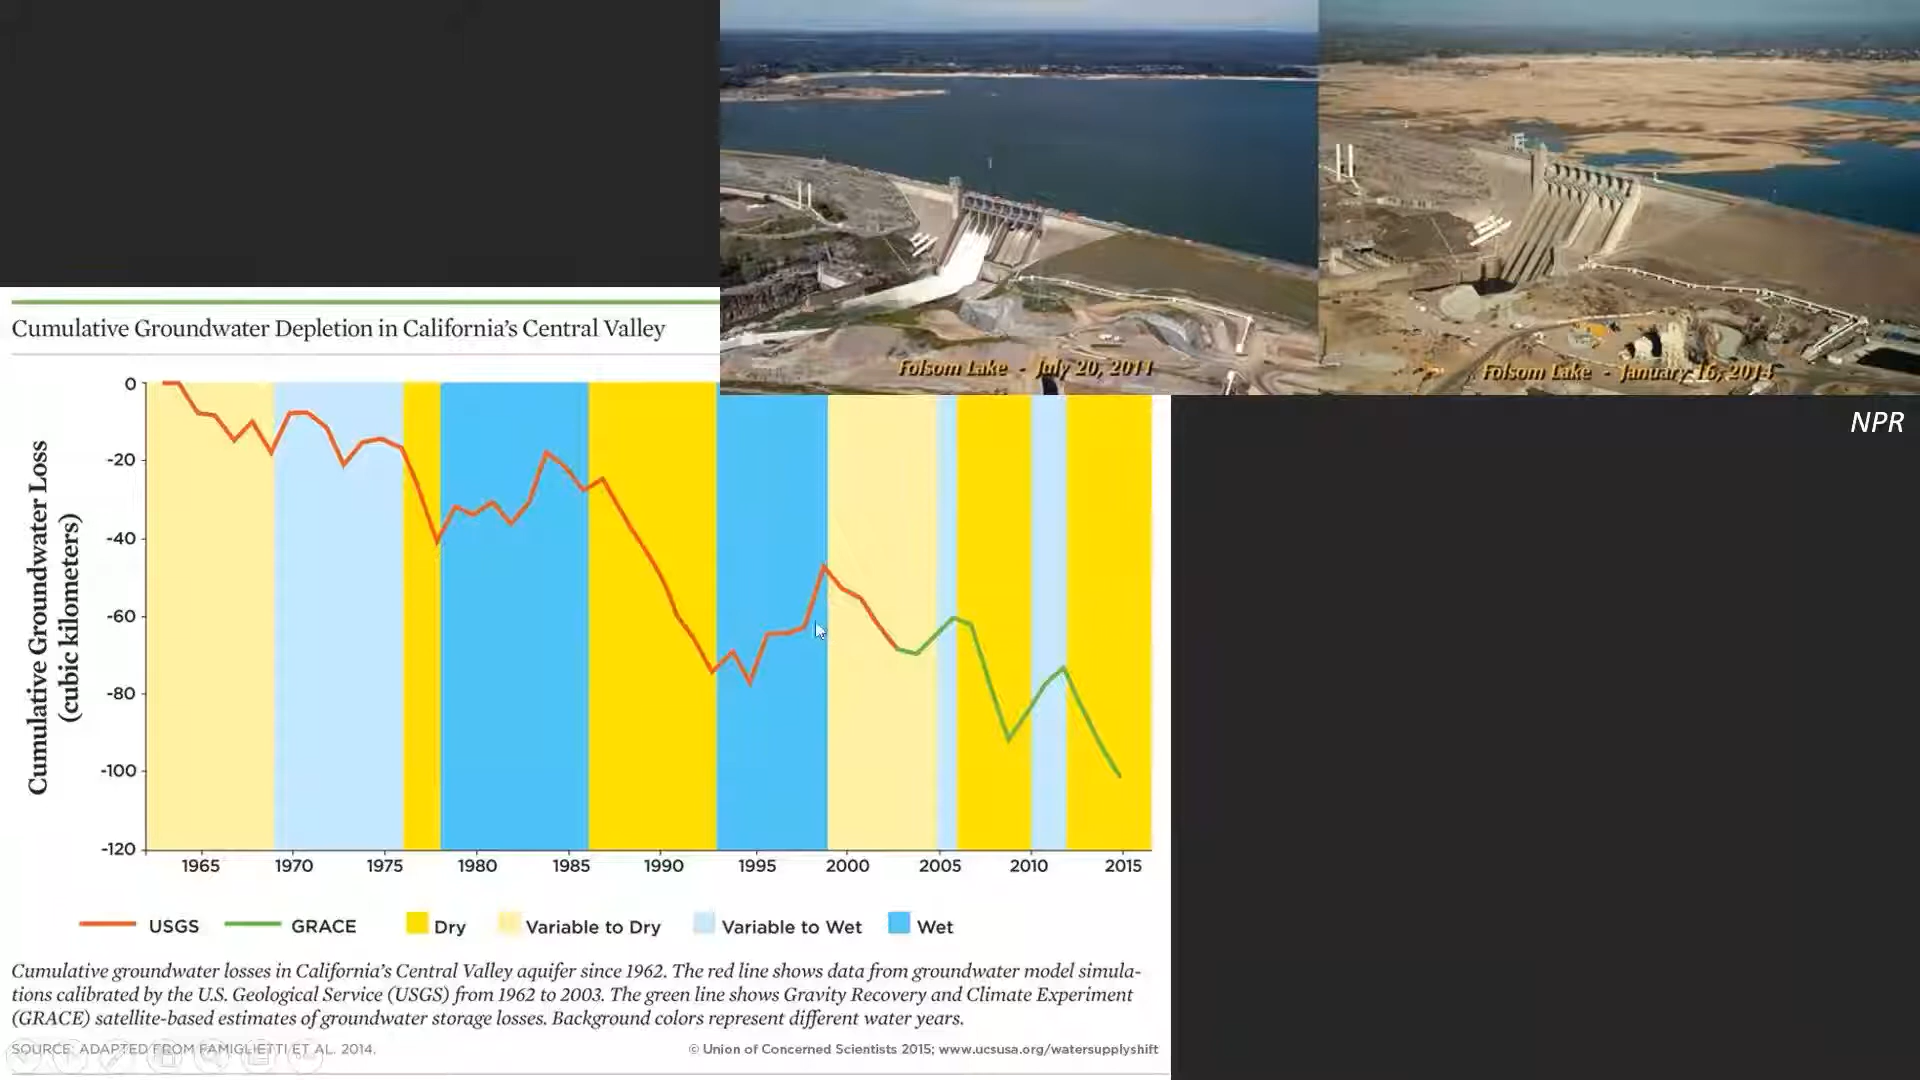 Folsom Lake - July 20, 2011
Folsom Lake - January 16, 2014
NPR
Cumulative Groundwater Depletion in California's Central Valley
Cumulative Groundwater Loss
(cubic kilometers)
0
-20
-40
-60
-80
-100
-120
1965 1970 1975 1980 1985 1990 1995 2000 2005 2010 2015
USGS GRACE Dry Variable to Dry Variable to Wet Wet
Cumulative groundwater losses in California's Central Valley aquifer since 1962. The red line shows data from groundwater model simula-
tions calibrated by the U.S. Geological Service (USGS) from 1962 to 2003. The green line shows Gravity Recovery and Climate Experiment
(GRACE) satellite-based estimates of groundwater storage losses. Background colors represent different water years.
SOURCE: ADAPTED FROM FAMIGLIETTI ET AL. 2014.
© Union of Concerned Scientists 2015; www.ucsusa.org/watersupplyshift